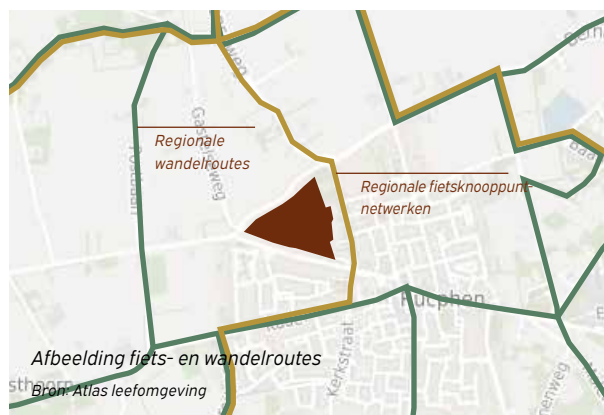 Gastelseweg
Postbaan
Regionale
wandelroutes
Regionale fietsknooppunt-
netwerken
Rucphen
Kerkstraat
Afbeelding fiets- en wandelroutes
Bron: Atlas leefomgeving